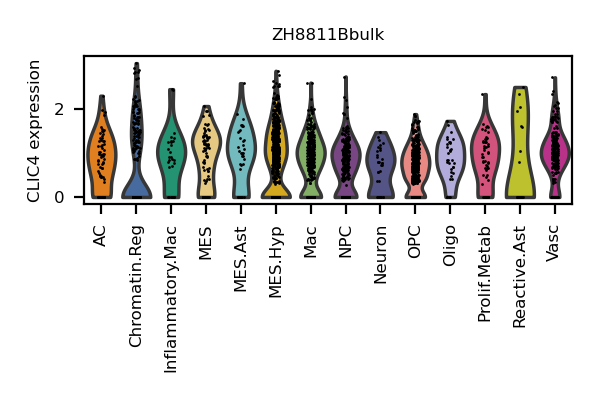 ZH8811Bbulk
CLIC4 expression
2
0
AC
Chromatin.Reg
Inflammatory.Mac
MES
MES.Ast
MES.Hyp
Mac
NPC
Neuron
OPC
Oligo
Prolif.Metab
Reactive.Ast
Vasc